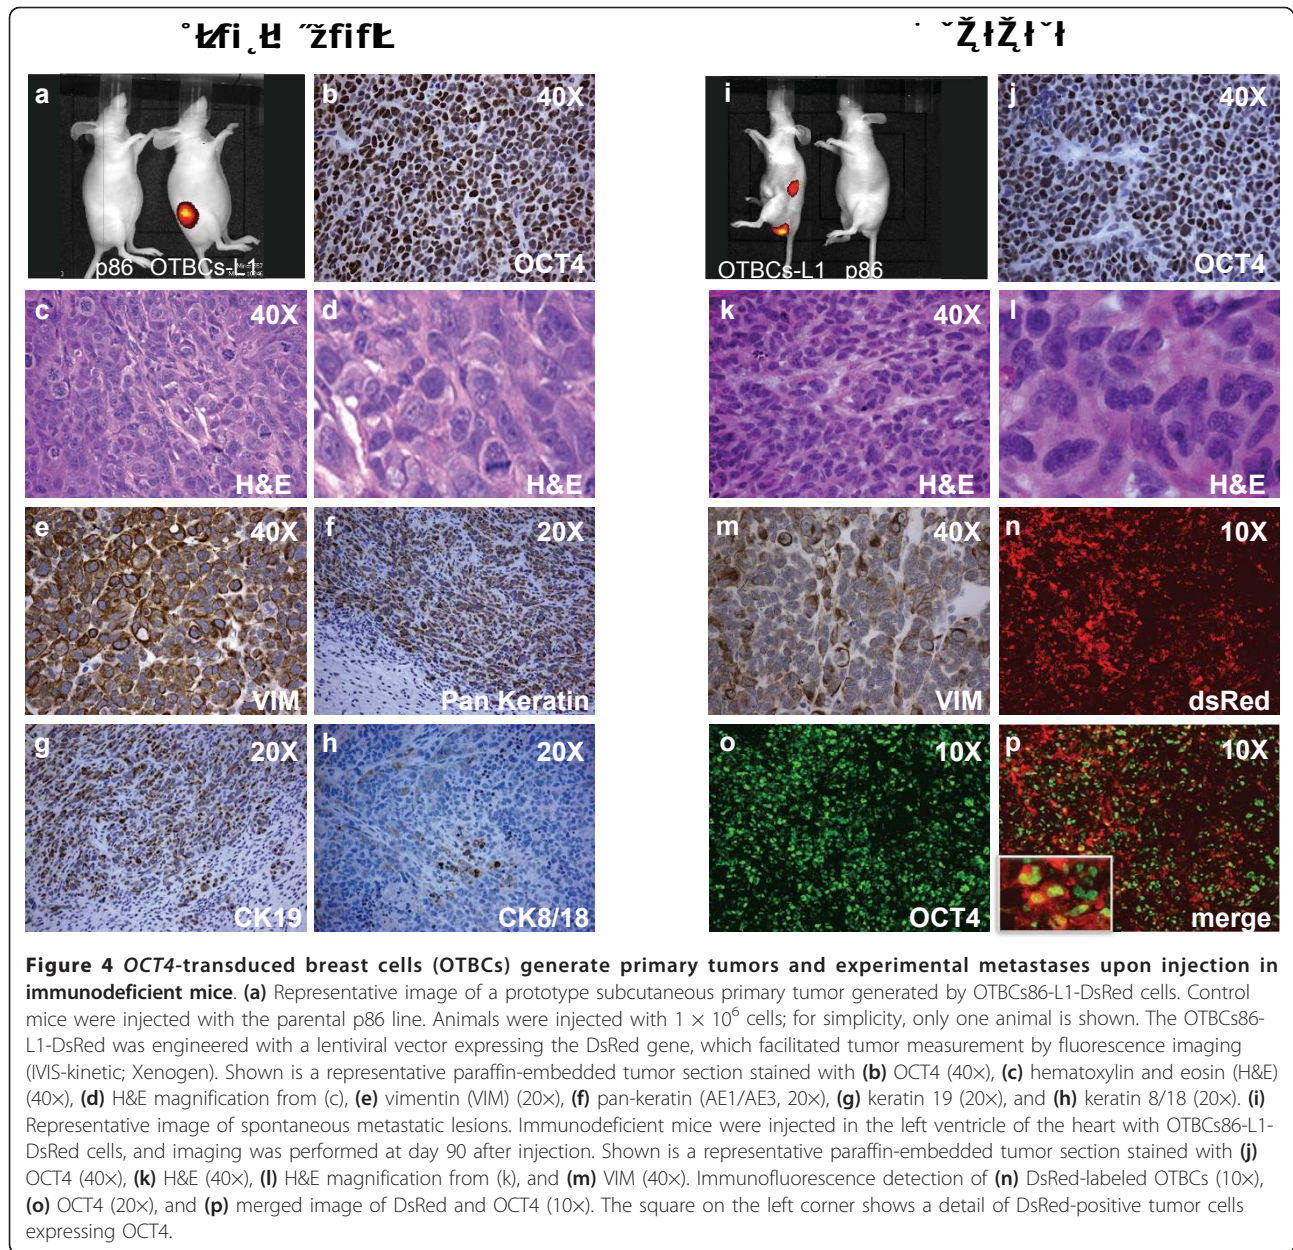 a
p86 OTBCs-L1
b 40X
OCT4
i
OTBCs-L1 p86
j 40X
OCT4
c 40X
H&E
d
H&E
k 40X
H&E
l
H&E
e 40X
VIM
f 20X
Pan Keratin
m 40X
VIM
n 10X
dsRed
g 20X
CK19
h 20X
CK8/18
o 10X
OCT4
p 10X
merge
Figure 4 OCT4-transduced breast cells (OTBCs) generate primary tumors and experimental metastases upon injection in
immunodeficient mice. (a) Representative image of a prototype subcutaneous primary tumor generated by OTBCs86-L1-DsRed cells. Control
mice were injected with the parental p86 line. Animals were injected with 1 × 10⁶ cells; for simplicity, only one animal is shown. The OTBCs86-
L1-DsRed was engineered with a lentiviral vector expressing the DsRed gene, which facilitated tumor measurement by fluorescence imaging
(IVIS-kinetic; Xenogen). Shown is a representative paraffin-embedded tumor section stained with (b) OCT4 (40×), (c) hematoxylin and eosin (H&E)
(40×), (d) H&E magnification from (c), (e) vimentin (VIM) (20×), (f) pan-keratin (AE1/AE3, 20×), (g) keratin 19 (20×), and (h) keratin 8/18 (20×). (i)
Representative image of spontaneous metastatic lesions. Immunodeficient mice were injected in the left ventricle of the heart with OTBCs86-L1-
DsRed cells, and imaging was performed at day 90 after injection. Shown is a representative paraffin-embedded tumor section stained with (j)
OCT4 (40×), (k) H&E (40×), (l) H&E magnification from (k), and (m) VIM (40×). Immunofluorescence detection of (n) DsRed-labeled OTBCs (10×),
(o) OCT4 (20×), and (p) merged image of DsRed and OCT4 (10×). The square on the left corner shows a detail of DsRed-positive tumor cells
expressing OCT4.